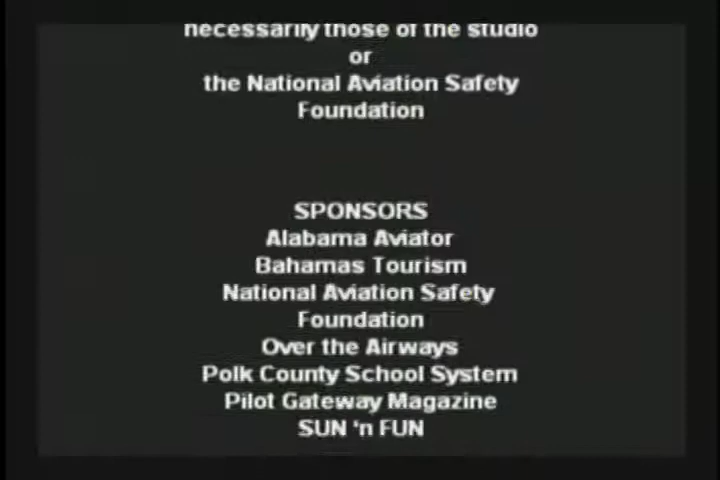 necessarily those of the studio
or
the National Aviation Safety
Foundation
SPONSORS
Alabama Aviator
Bahamas Tourism
National Aviation Safety
Foundation
Over the Airways
Polk County School System
Pilot Gateway Magazine
SUN 'n FUN